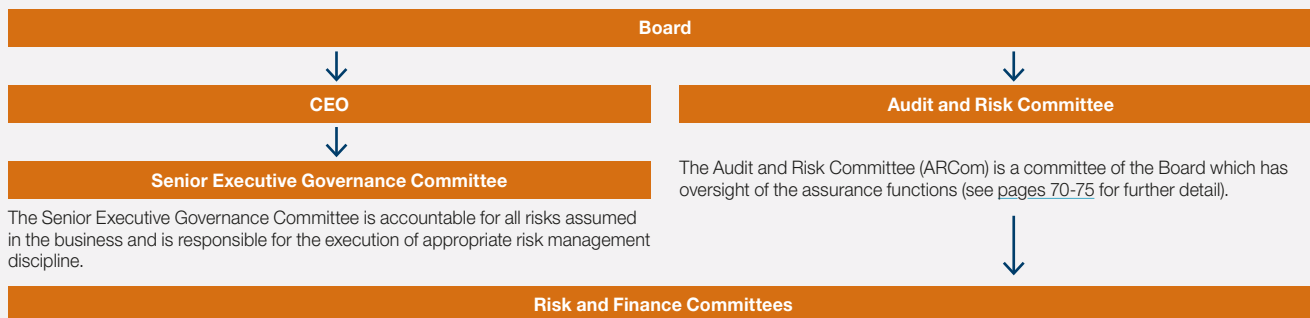 Board
CEO
Senior Executive Governance Committee
The Senior Executive Governance Committee is accountable for all risks assumed
in the business and is responsible for the execution of appropriate risk management
discipline.
Audit and Risk Committee
The Audit and Risk Committee (ARCom) is a committee of the Board which has
oversight of the assurance functions (see pages 70-75 for further detail).
Risk and Finance Committees